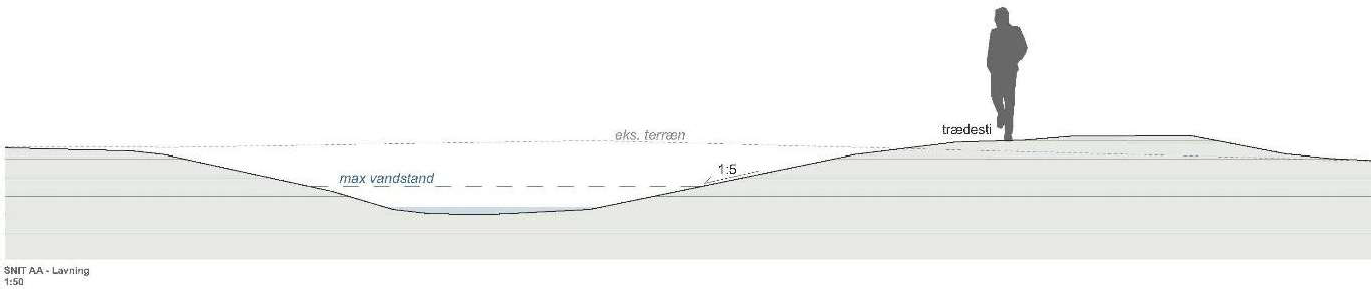 eks. terræn
trædesti
1:5
max vandstand
SNIT AA - Lavning
1:50